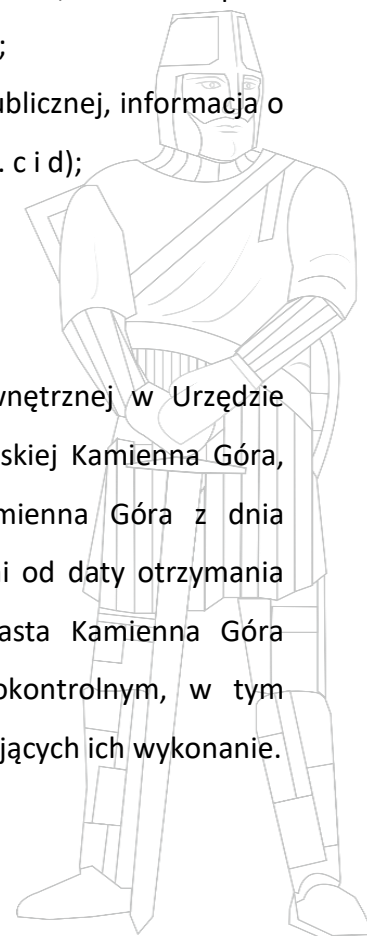 ;
ublicznej, informacja o
. c i d);
wnętrznej w Urzędzie
skiej Kamienna Góra,
mienna Góra z dnia
ni od daty otrzymania
asta Kamienna Góra
okontrolnym, w tym
jących ich wykonanie.